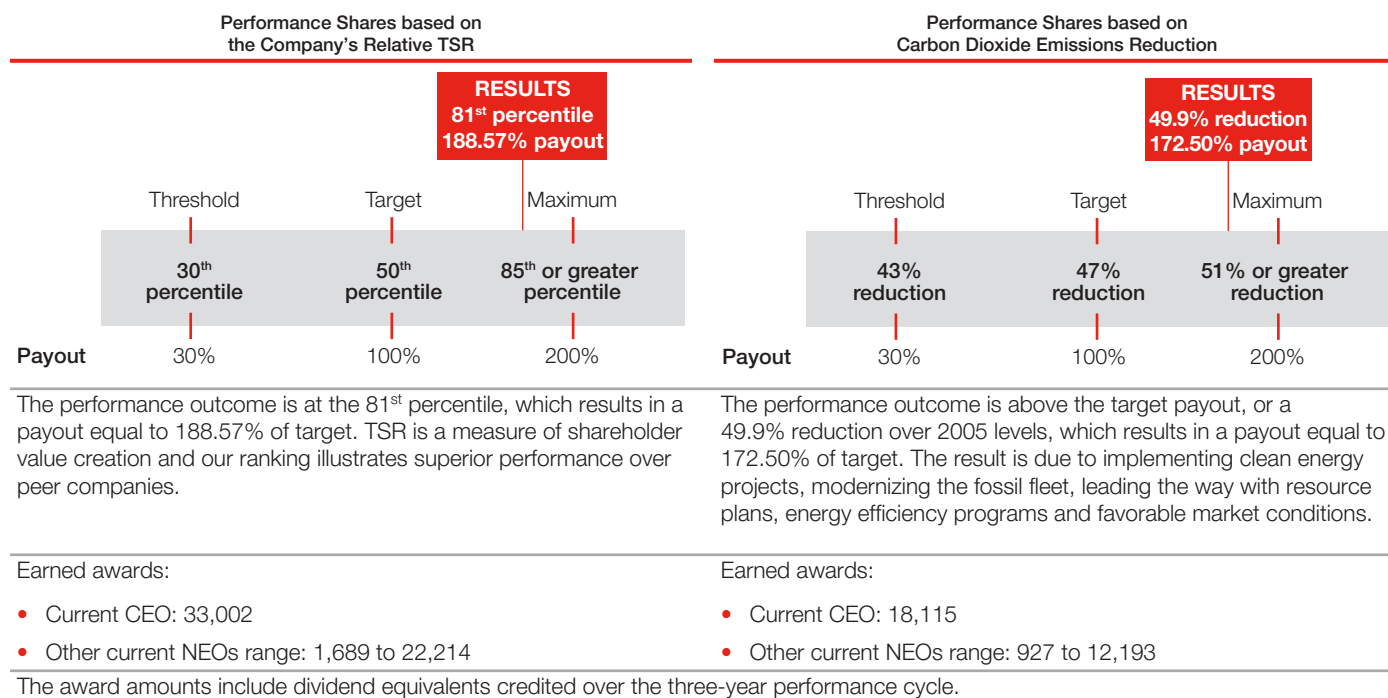 Performance Shares based on
the Company's Relative TSR
RESULTS
81st percentile
188.57% payout
Threshold Target Maximum
30th percentile
50th percentile
85th or greater percentile
Payout 30% 100% 200%
The performance outcome is at the 81st percentile, which results in a
payout equal to 188.57% of target. TSR is a measure of shareholder
value creation and our ranking illustrates superior performance over
peer companies.
Earned awards:
• Current CEO: 33,002
• Other current NEOs range: 1,689 to 22,214
Performance Shares based on
Carbon Dioxide Emissions Reduction
RESULTS
49.9% reduction
172.50% payout
Threshold Target Maximum
43% reduction
47% reduction
51% or greater reduction
Payout 30% 100% 200%
The performance outcome is above the target payout, or a
49.9% reduction over 2005 levels, which results in a payout equal to
172.50% of target. The result is due to implementing clean energy
projects, modernizing the fossil fleet, leading the way with resource
plans, energy efficiency programs and favorable market conditions.
Earned awards:
• Current CEO: 18,115
• Other current NEOs range: 927 to 12,193
The award amounts include dividend equivalents credited over the three-year performance cycle.